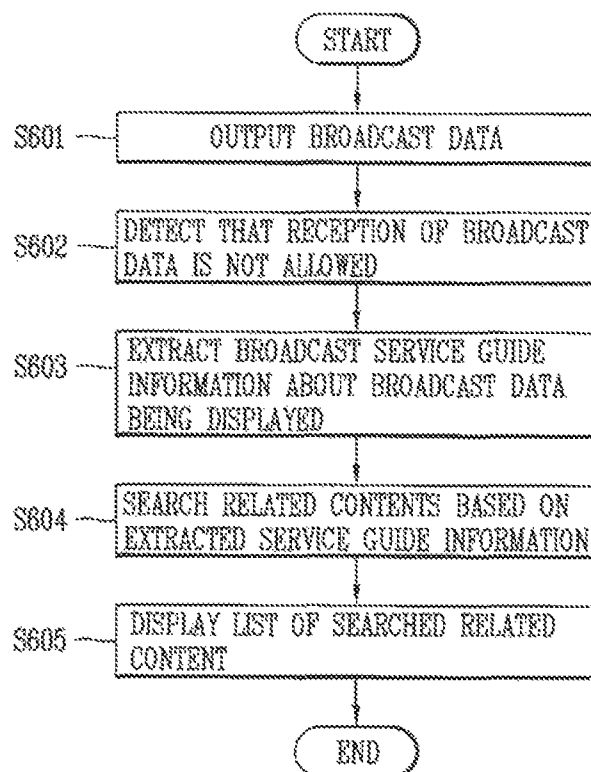 START
S601
OUTPUT BROADCAST DATA
S602
DETECT THAT RECEPTION OF BROADCAST
DATA IS NOT ALLOWED
S603
EXTRACT BROADCAST SERVICE GUIDE
INFORMATION ABOUT BROADCAST DATA
BEING DISPLAYED
S604
SEARCH RELATED CONTENTS BASED ON
EXTRACTED SERVICE GUIDE INFORMATION
S605
DISPLAY LIST OF SEARCHED RELATED
CONTENT
END